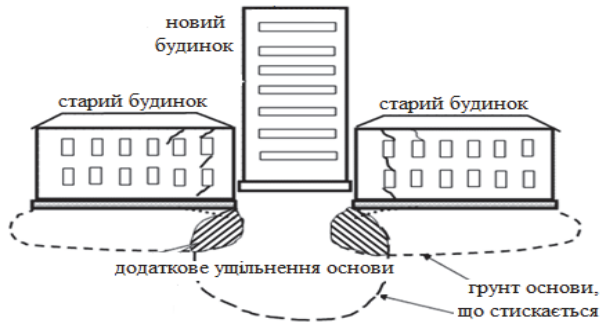 новий
будинок
старий будинок
старий будинок
додаткове ущільнення основи
грунт основи,
що стискається